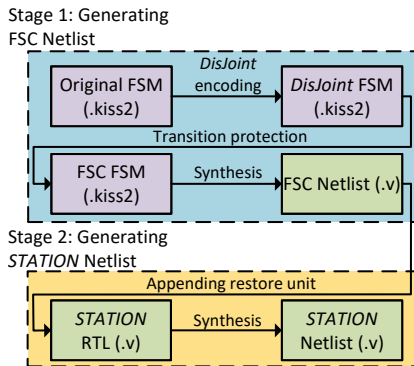 Stage 1: Generating
FSC Netlist
Original FSM
(.kiss2)
DisJoint
encoding
DisJoint FSM
(.kiss2)
Transition protection
FSC FSM
(.kiss2)
Synthesis
FSC Netlist (.v)
Stage 2: Generating
STATION Netlist
Appending restore unit
STATION
RTL (.v)
Synthesis
STATION
Netlist (.v)